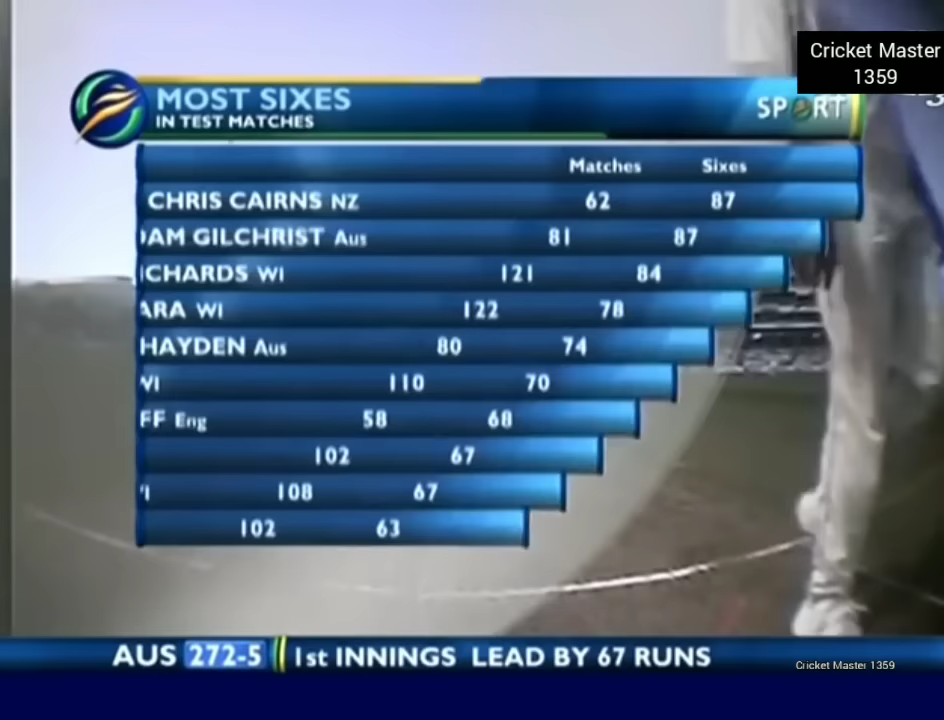 Cricket Master
1359
MOST SIXES
IN TEST MATCHES
SPORT
Matches Sixes
CHRIS CAIRNS NZ 62 87
DAM GILCHRIST Aus 81 87
ICHARDS WI 121 84
ARA WI 122 78
HAYDEN Aus 80 74
WI 110 70
FF Eng 58 68
102 67
108 67
102 63
AUS 272-5 1st INNINGS LEAD BY 67 RUNS
Cricket Master 1359